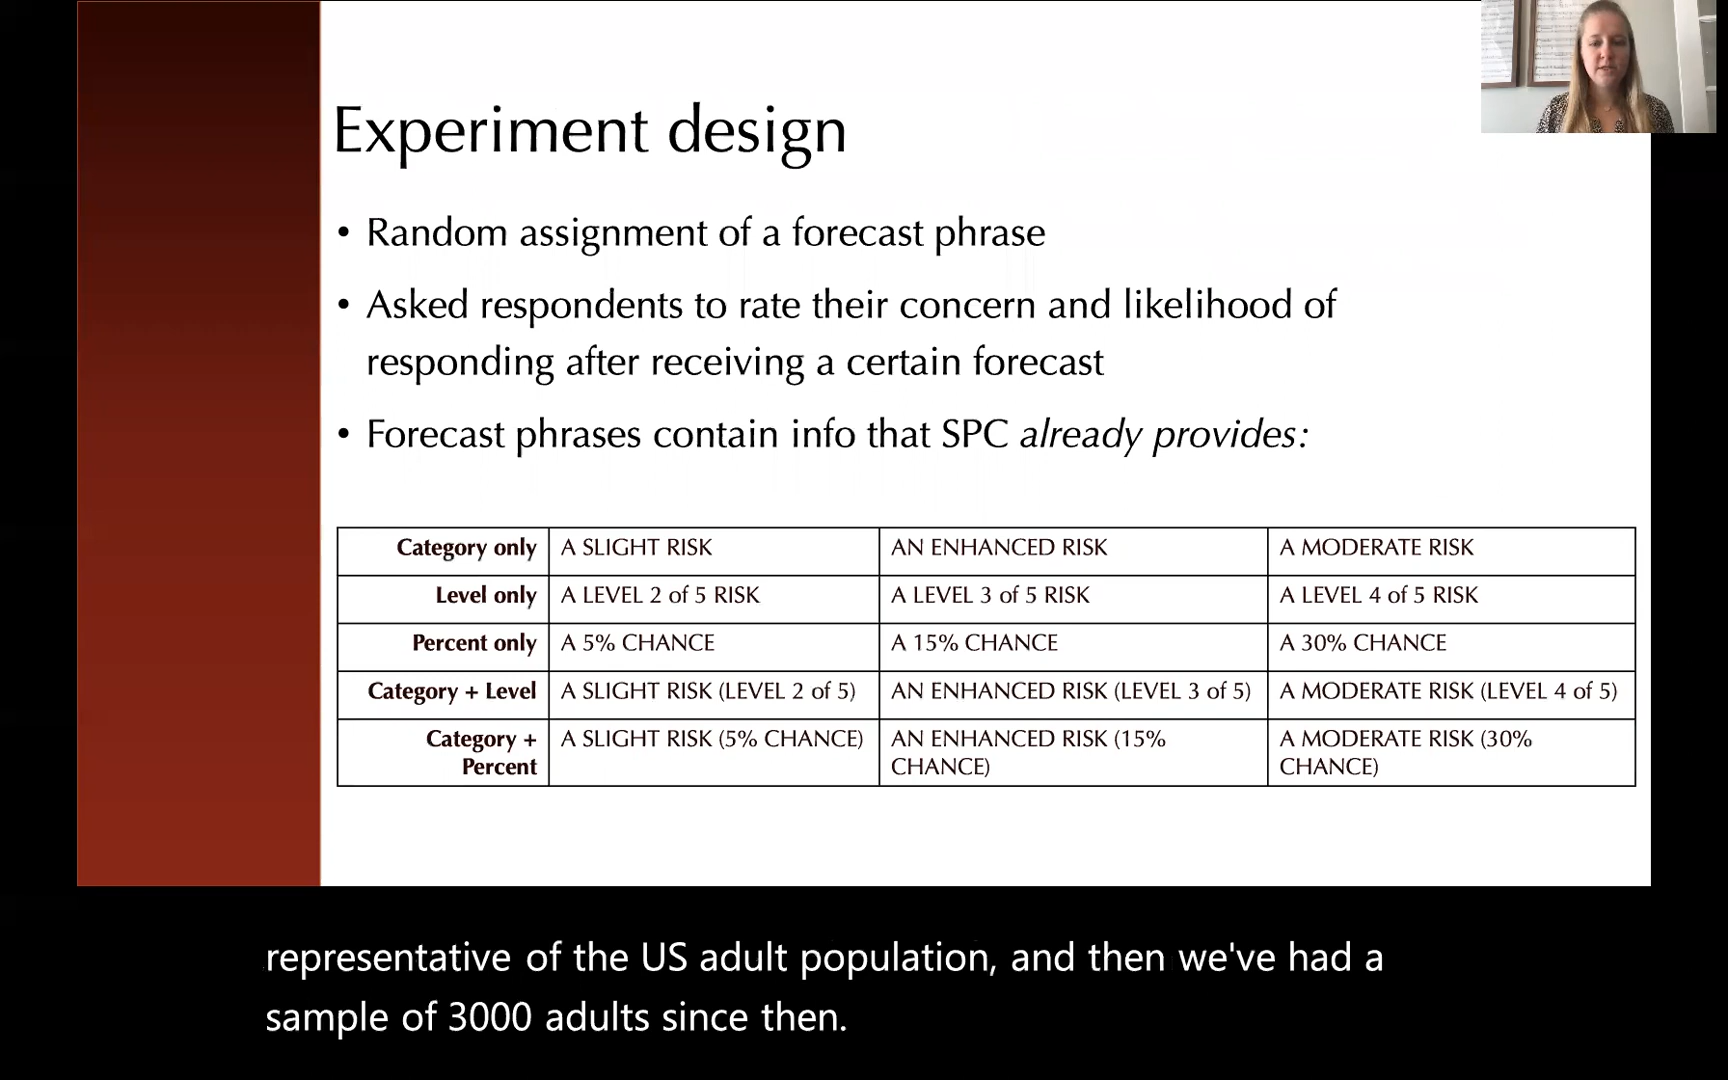 Experiment design
• Random assignment of a forecast phrase
• Asked respondents to rate their concern and likelihood of
responding after receiving a certain forecast
• Forecast phrases contain info that SPC already provides:
Category only A SLIGHT RISK AN ENHANCED RISK A MODERATE RISK
Level only A LEVEL 2 of 5 RISK A LEVEL 3 of 5 RISK A LEVEL 4 of 5 RISK
Percent only A 5% CHANCE A 15% CHANCE A 30% CHANCE
Category + Level A SLIGHT RISK (LEVEL 2 of 5) AN ENHANCED RISK (LEVEL 3 of 5) A MODERATE RISK (LEVEL 4 of 5)
Category + A SLIGHT RISK (5% CHANCE) AN ENHANCED RISK (15% A MODERATE RISK (30%
Percent CHANCE) CHANCE)
representative of the US adult population, and then we've had a
sample of 3000 adults since then.